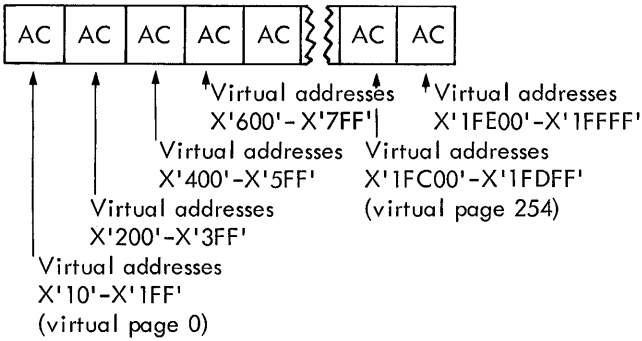 AC AC AC AC AC AC AC
Virtual addresses
X'600'-X'7FF'
Virtual addresses
X'1FE00'-X'1FFFF'
Virtual addresses
X'400'-X'5FF'
Virtual addresses
X'1FC00'-X'1FDFF'
(virtual page 254)
Virtual addresses
X'200'-X'3FF'
Virtual addresses
X'10'-X'1FF'
(virtual page 0)